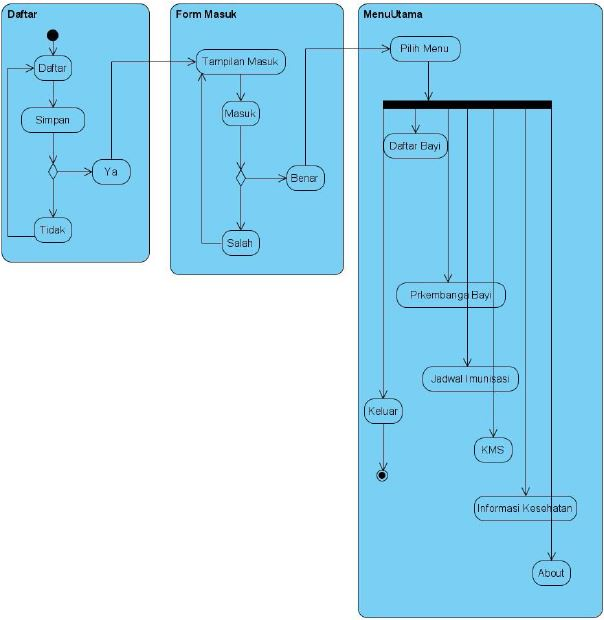 Daftar
Daftar
Simpan
Ya
Tidak
Form Masuk
Tampilan Masuk
Masuk
Benar
Salah
MenuUtama
Pilih Menu
Daftar Bayi
Prkembanga Bayi
Jadwal Imunisasi
Keluar
KMS
Informasi Kesehatan
About